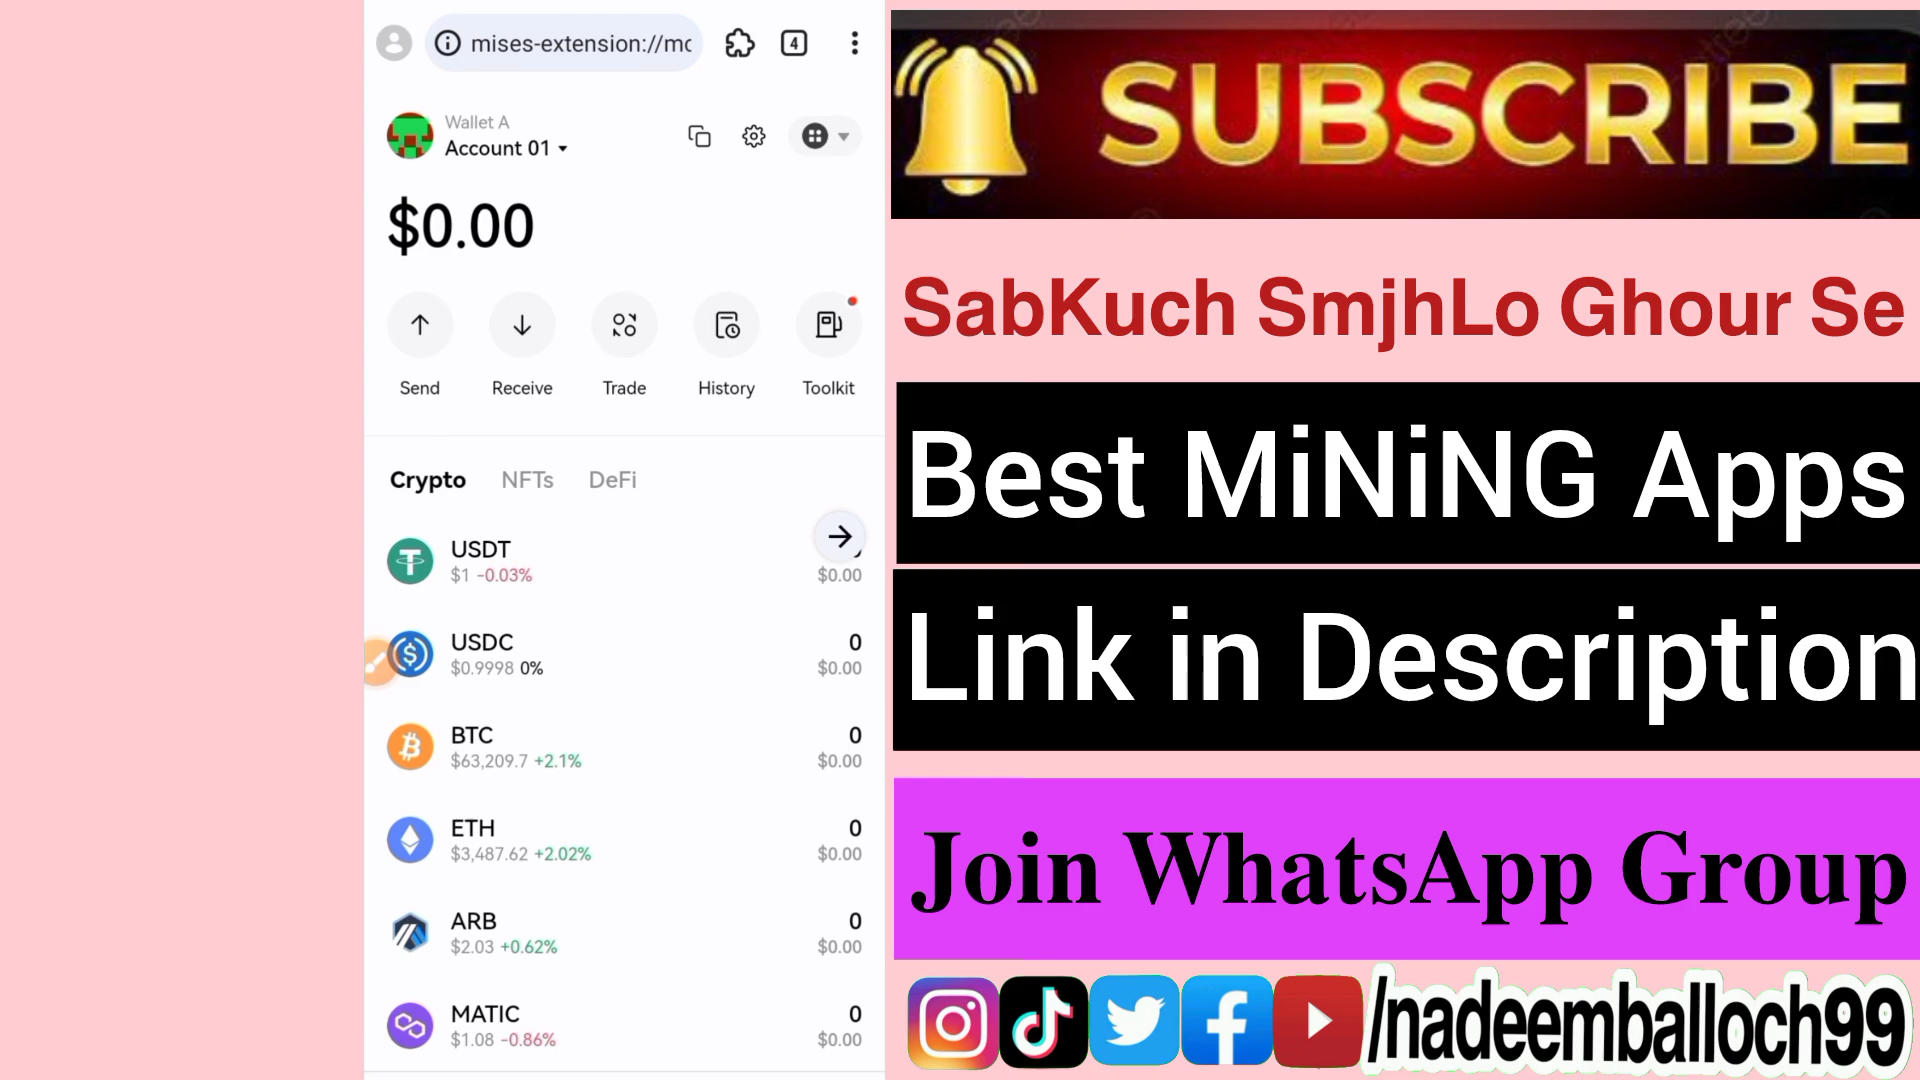 mises-extension://mc
4
Wallet A
Account 01
$0.00
Send Receive Trade History Toolkit
Crypto NFTs DeFi
USDT
$1 -0.03% $0.00
USDC 0
$0.9998 0% $0.00
BTC 0
$63,209.7 +2.1% $0.00
ETH 0
$3,487.62 +2.02% $0.00
ARB 0
$2.03 +0.62% $0.00
MATIC 0
$1.08 -0.86% $0.00
SUBSCRIBE
SabKuch SmjhLo Ghour Se
Best MiNiNG Apps
Link in Description
Join WhatsApp Group
/nadeemballoch99